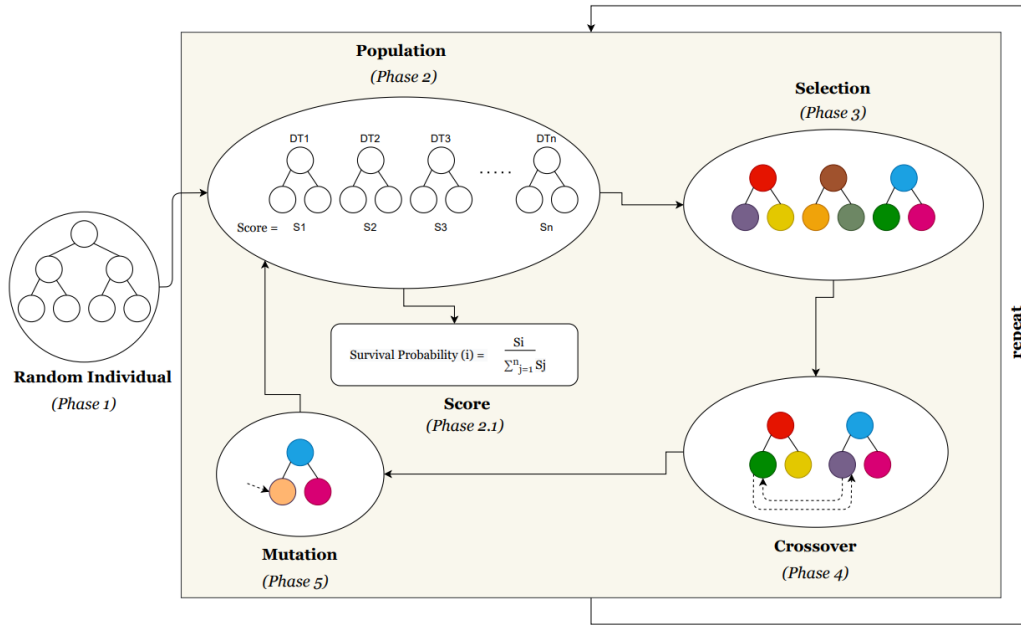 Population
(Phase 2)
DT1
DT2
DT3
.....
DTn
Score =
S1
S2
S3
Sn
Selection
(Phase 3)
Random Individual
(Phase 1)
Survival Probability (i) = Si / ∑ⁿj=1 Sj
Score
(Phase 2.1)
repeat
Mutation
(Phase 5)
Crossover
(Phase 4)